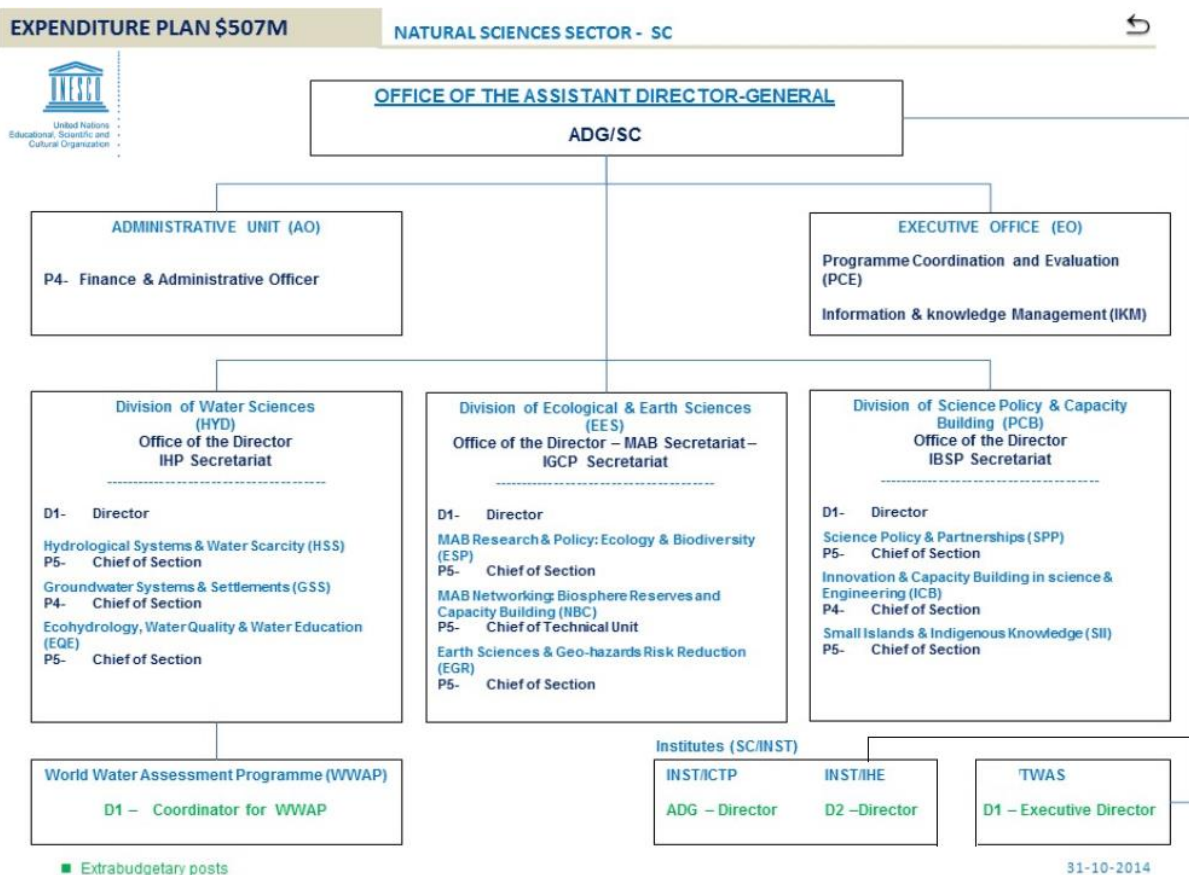 EXPENDITURE PLAN $507M
NATURAL SCIENCES SECTOR - SC
UNESCO
United Nations
Educational, Scientific and
Cultural Organization
OFFICE OF THE ASSISTANT DIRECTOR-GENERAL
ADG/SC
ADMINISTRATIVE UNIT (AO)
P4- Finance & Administrative Officer
EXECUTIVE OFFICE (EO)
Programme Coordination and Evaluation
(PCE)
Information & knowledge Management (IKM)
Division of Water Sciences
(HYD)
Office of the Director
IHP Secretariat
D1- Director
Hydrological Systems & Water Scarcity (HSS)
P5- Chief of Section
Groundwater Systems & Settlements (GSS)
P4- Chief of Section
Ecohydrology, Water Quality & Water Education
(EQE)
P5- Chief of Section
Division of Ecological & Earth Sciences
(EES)
Office of the Director – MAB Secretariat –
IGCP Secretariat
D1- Director
MAB Research & Policy: Ecology & Biodiversity
(ESP)
P5- Chief of Section
MAB Networking: Biosphere Reserves and
Capacity Building (NBC)
P5- Chief of Technical Unit
Earth Sciences & Geo-hazards Risk Reduction
(EGR)
P5- Chief of Section
Division of Science Policy & Capacity
Building (PCB)
Office of the Director
IBSP Secretariat
D1- Director
Science Policy & Partnerships (SPP)
P5- Chief of Section
Innovation & Capacity Building in science &
Engineering (ICB)
P4- Chief of Section
Small Islands & Indigenous Knowledge (SII)
P5- Chief of Section
World Water Assessment Programme (WWAP)
D1 – Coordinator for WWAP
Institutes (SC/INST)
INST/ICTP INST/IHE
ADG – Director D2 –Director
TWAS
D1 – Executive Director
Extrabudgetary posts
31-10-2014